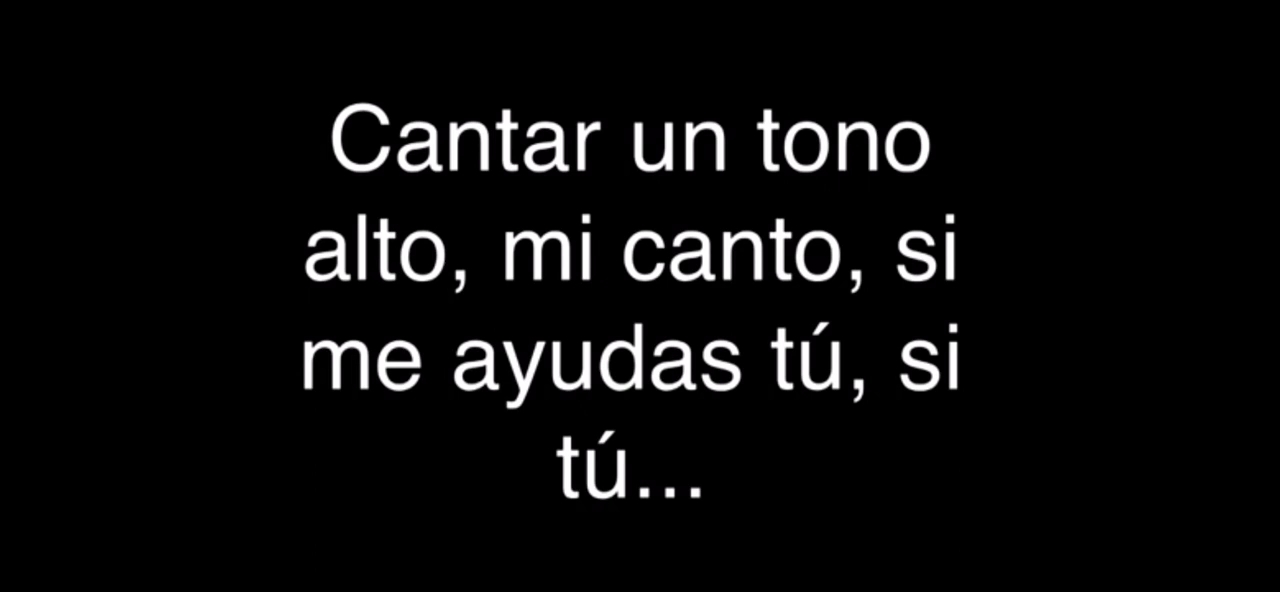 Cantar un tono
alto, mi canto, si
me ayudas tú, si
tú...